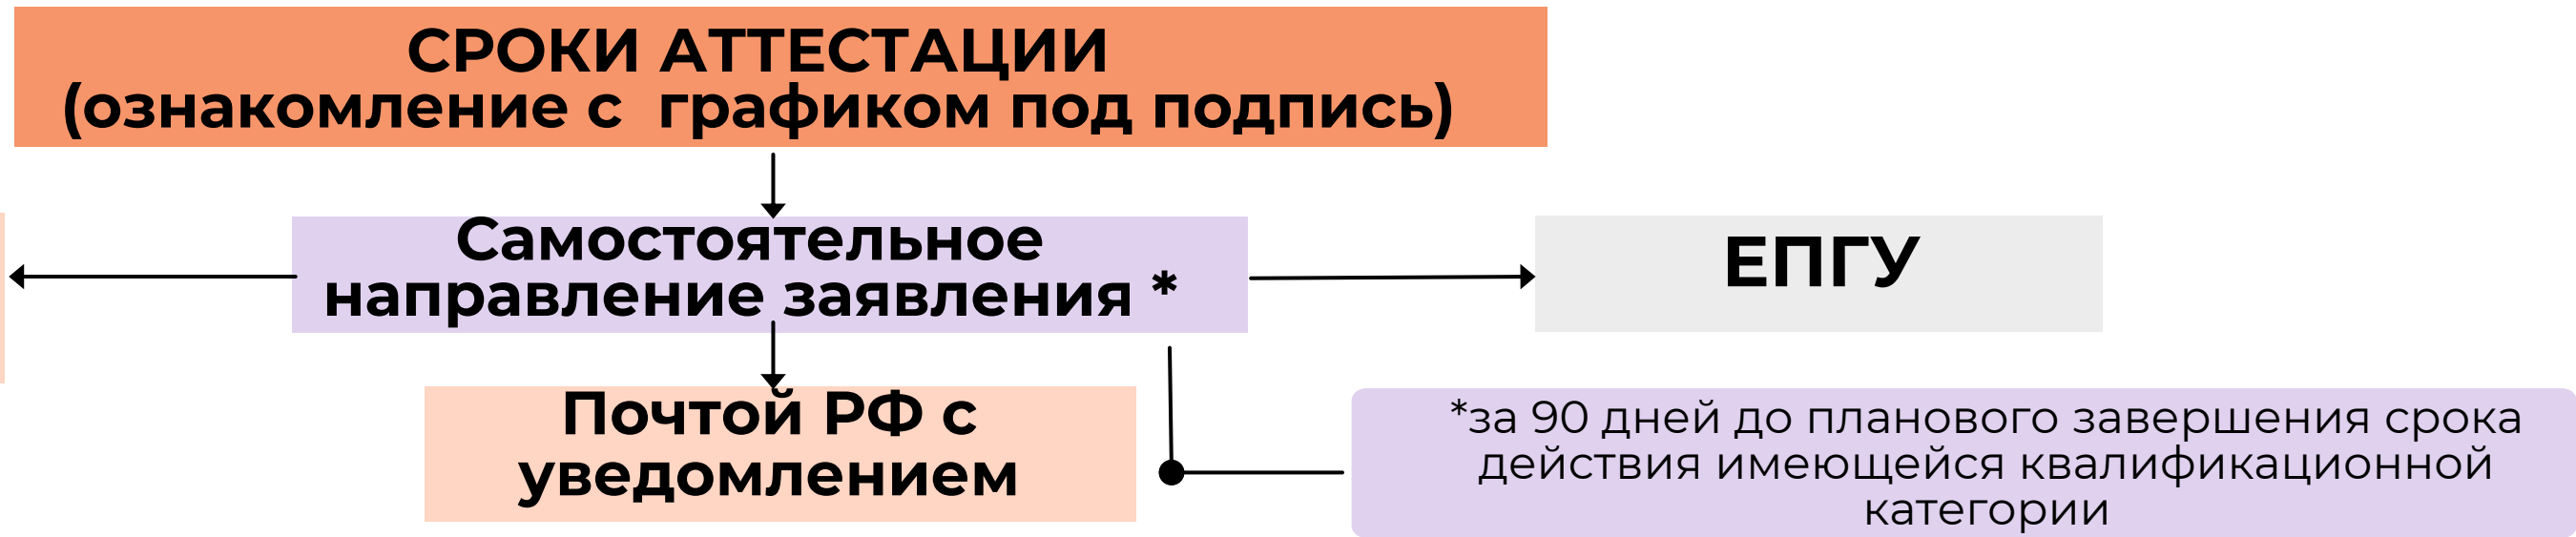 СРОКИ АТТЕСТАЦИИ
(ознакомление с графиком под подпись)
Самостоятельное
направление заявления *
ЕПГУ
Почтой РФ с
уведомлением
*за 90 дней до планового завершения срока
действия имеющейся квалификационной
категории